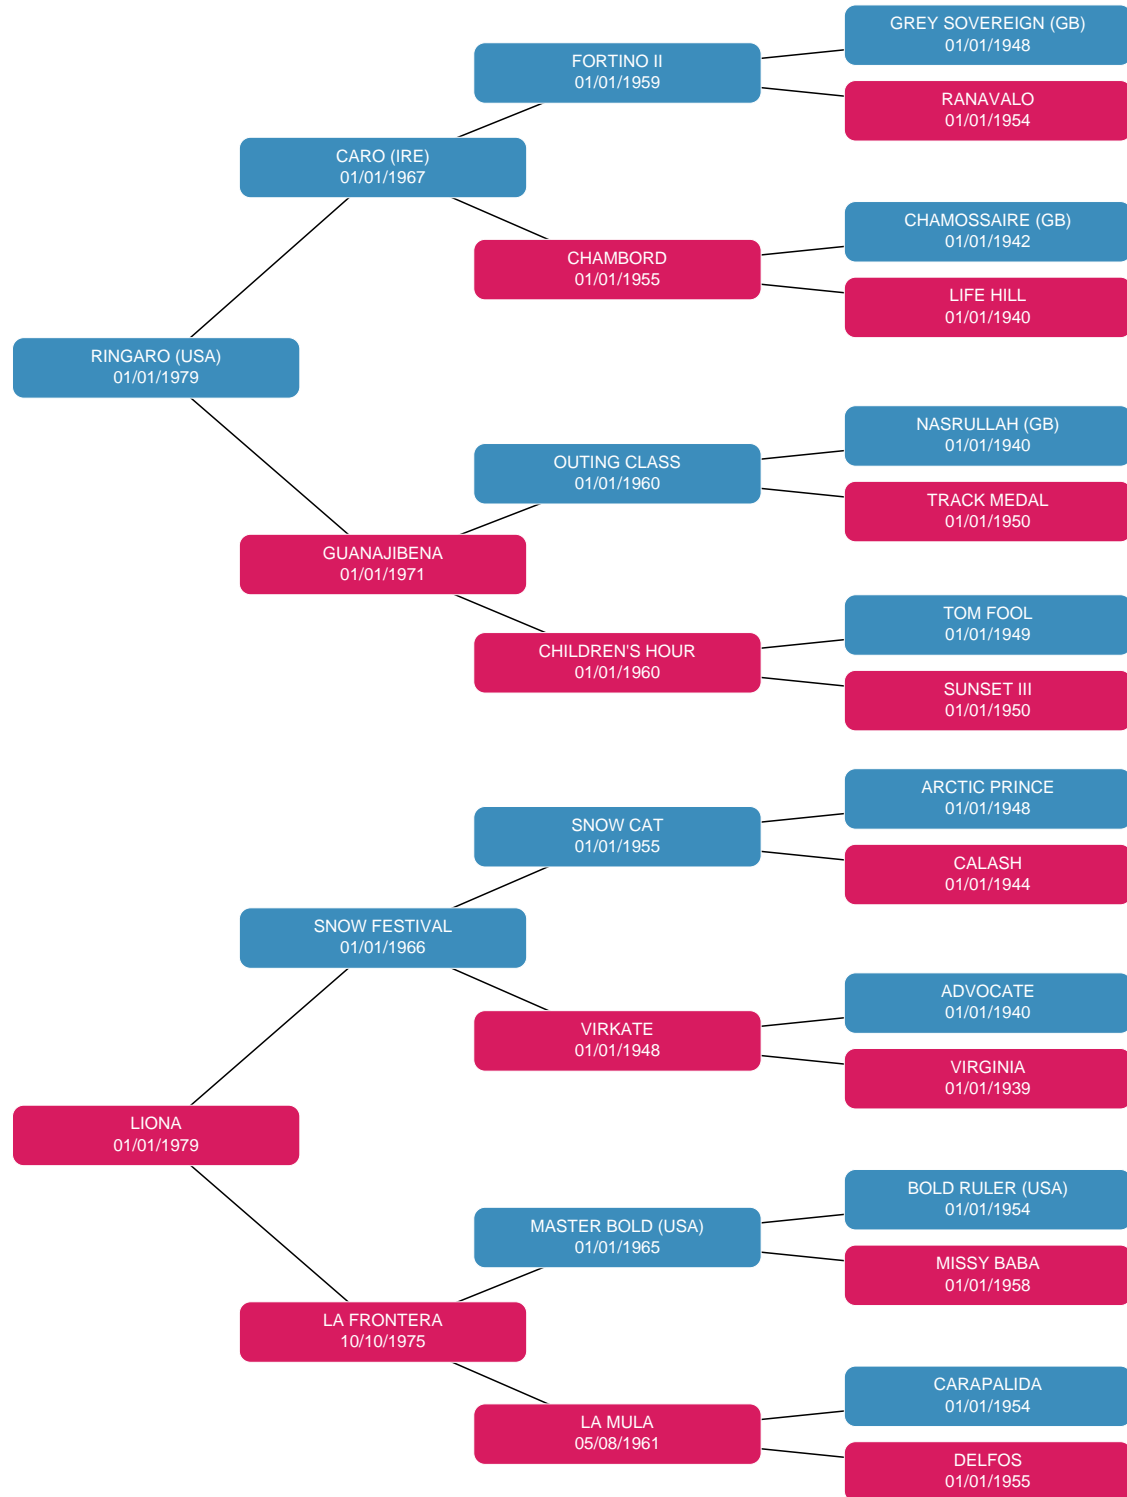 GREY SOVEREIGN (GB)
01/01/1948
FORTINO II
01/01/1959
RANAVALO
01/01/1954
CARO (IRE)
01/01/1967
CHAMOSSAIRE (GB)
01/01/1942
CHAMBORD
01/01/1955
LIFE HILL
01/01/1940
RINGARO (USA)
01/01/1979
NASRULLAH (GB)
01/01/1940
OUTING CLASS
01/01/1960
TRACK MEDAL
01/01/1950
GUANAJIBENA
01/01/1971
TOM FOOL
01/01/1949
CHILDREN'S HOUR
01/01/1960
SUNSET III
01/01/1950
ARCTIC PRINCE
01/01/1948
SNOW CAT
01/01/1955
CALASH
01/01/1944
SNOW FESTIVAL
01/01/1966
ADVOCATE
01/01/1940
VIRKATE
01/01/1948
VIRGINIA
01/01/1939
LIONA
01/01/1979
BOLD RULER (USA)
01/01/1954
MASTER BOLD (USA)
01/01/1965
MISSY BABA
01/01/1958
LA FRONTERA
10/10/1975
CARAPALIDA
01/01/1954
LA MULA
05/08/1961
DELFOS
01/01/1955